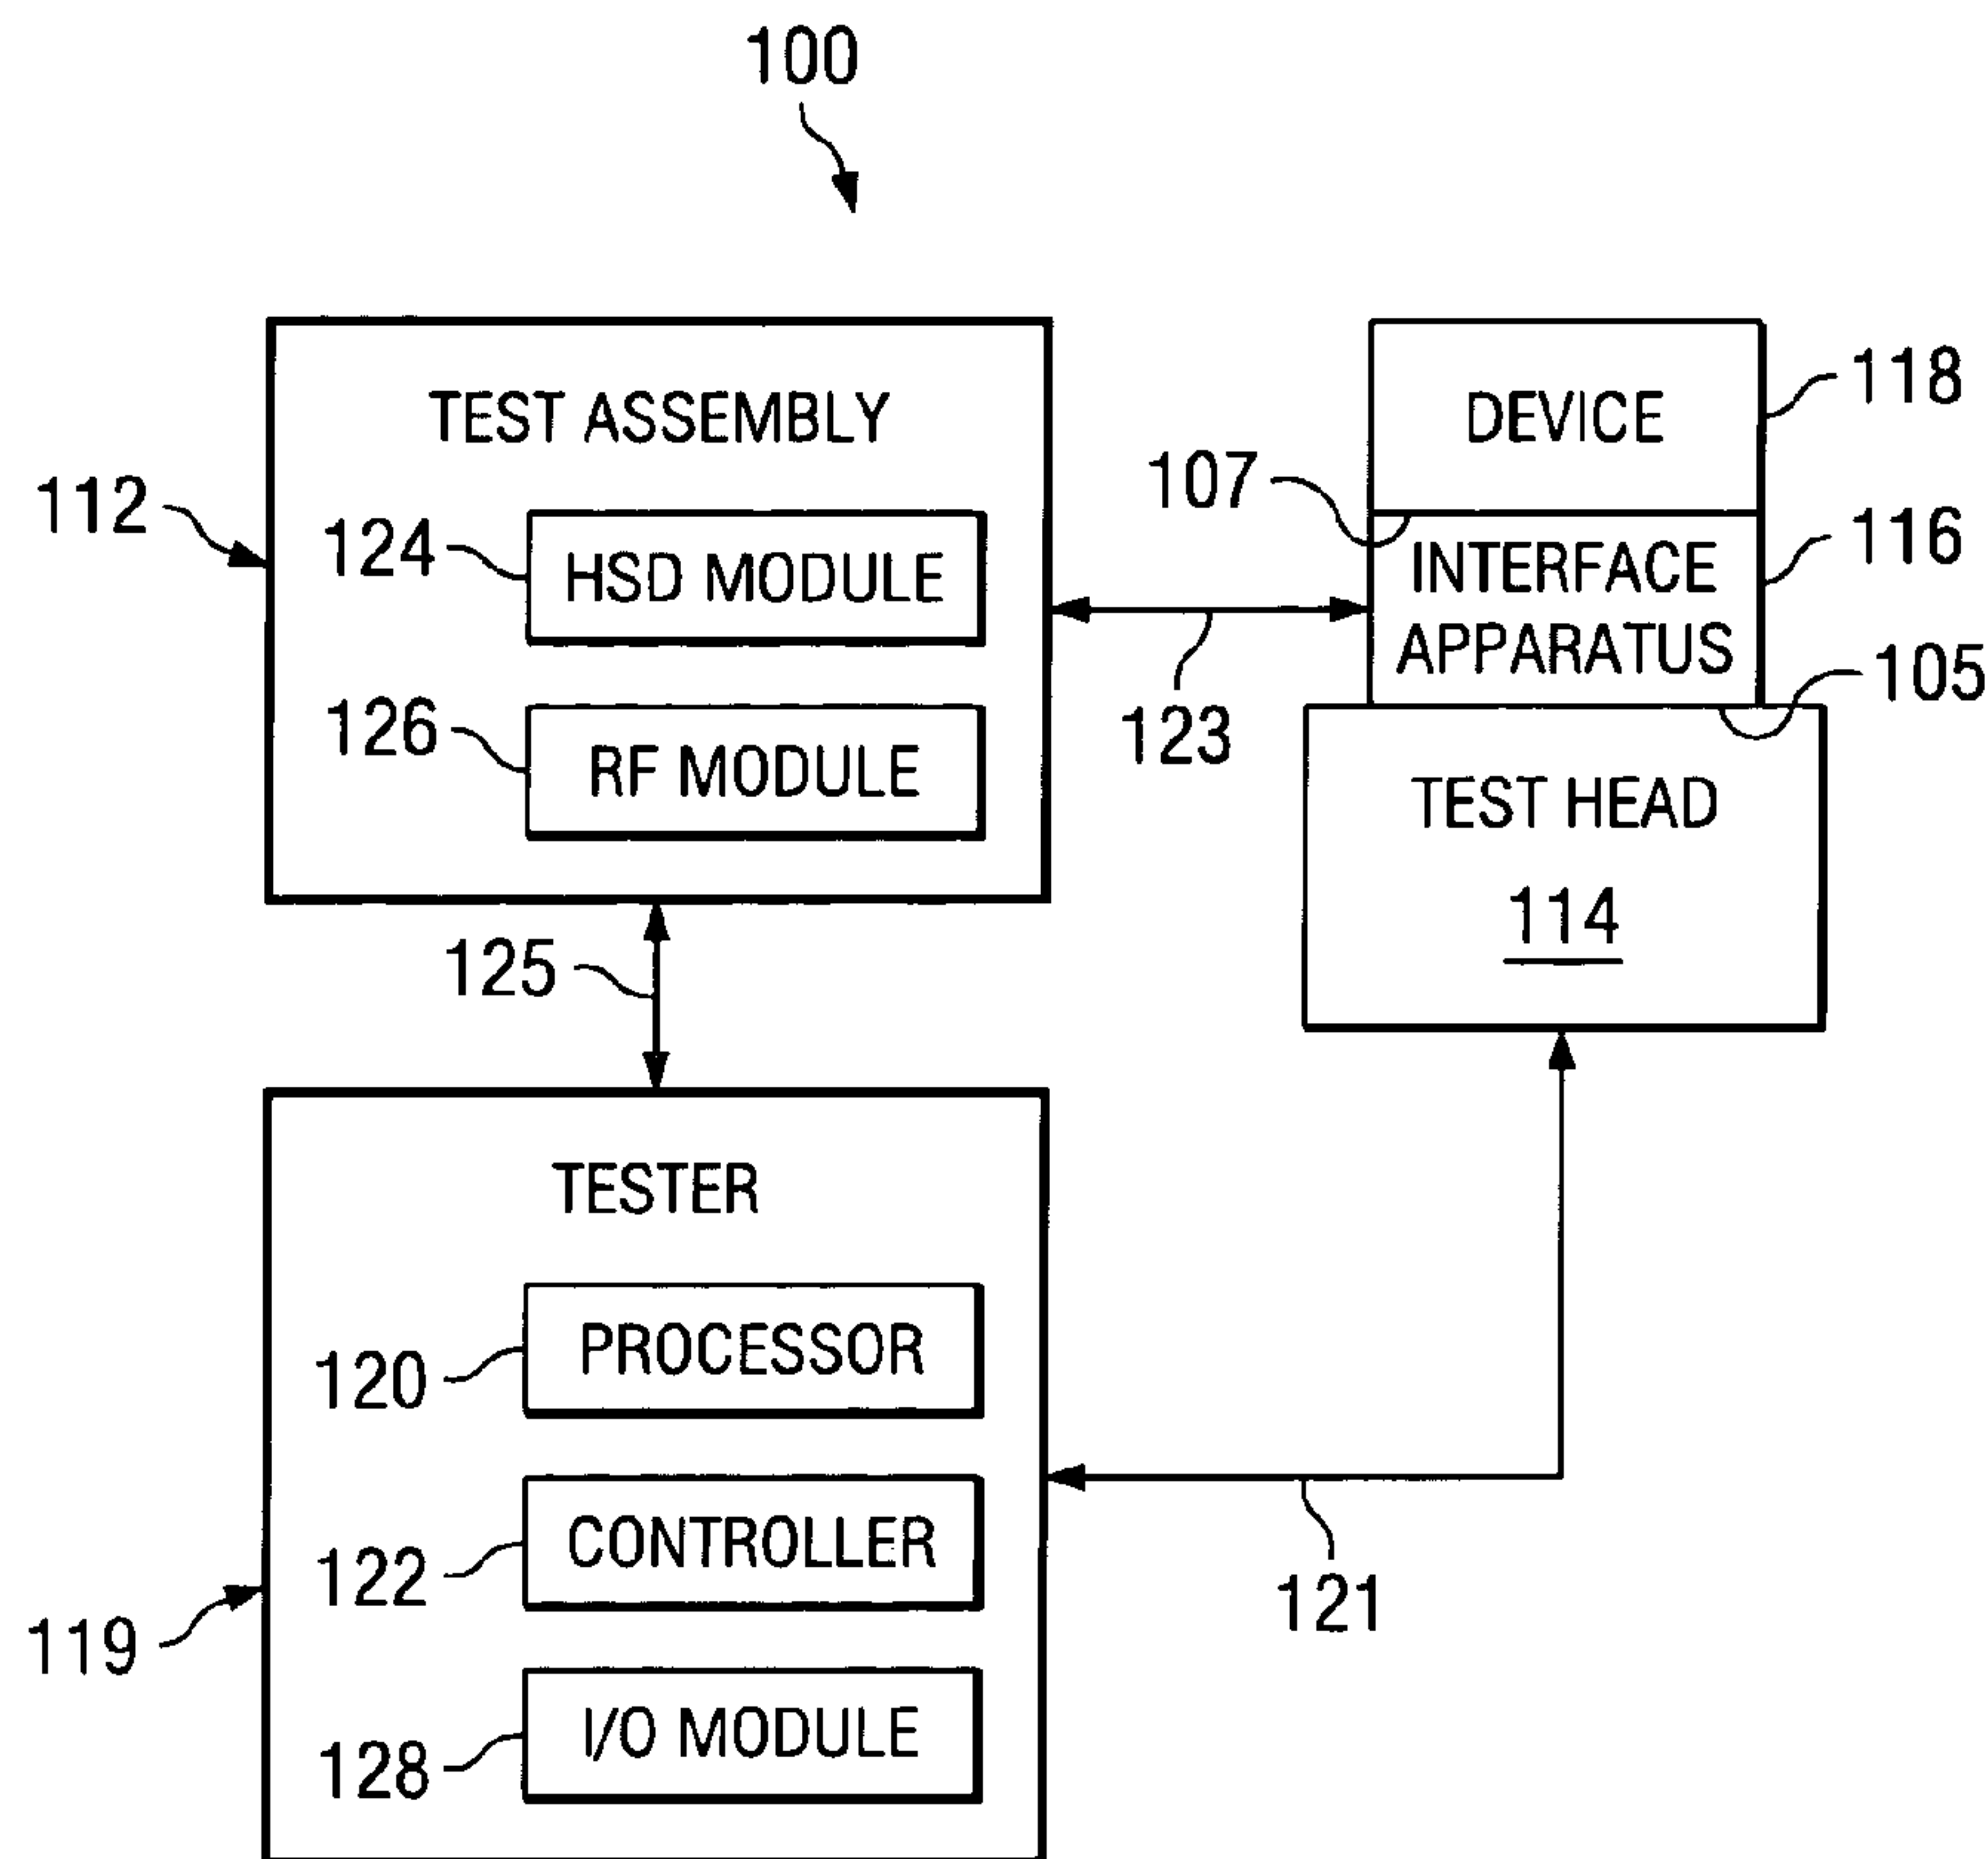 100
TEST ASSEMBLY
112
124
HSD MODULE
126
RF MODULE
DEVICE
118
107
INTERFACE
APPARATUS
116
105
123
TEST HEAD
114
125
TESTER
120
PROCESSOR
122
CONTROLLER
119
121
128
I/O MODULE